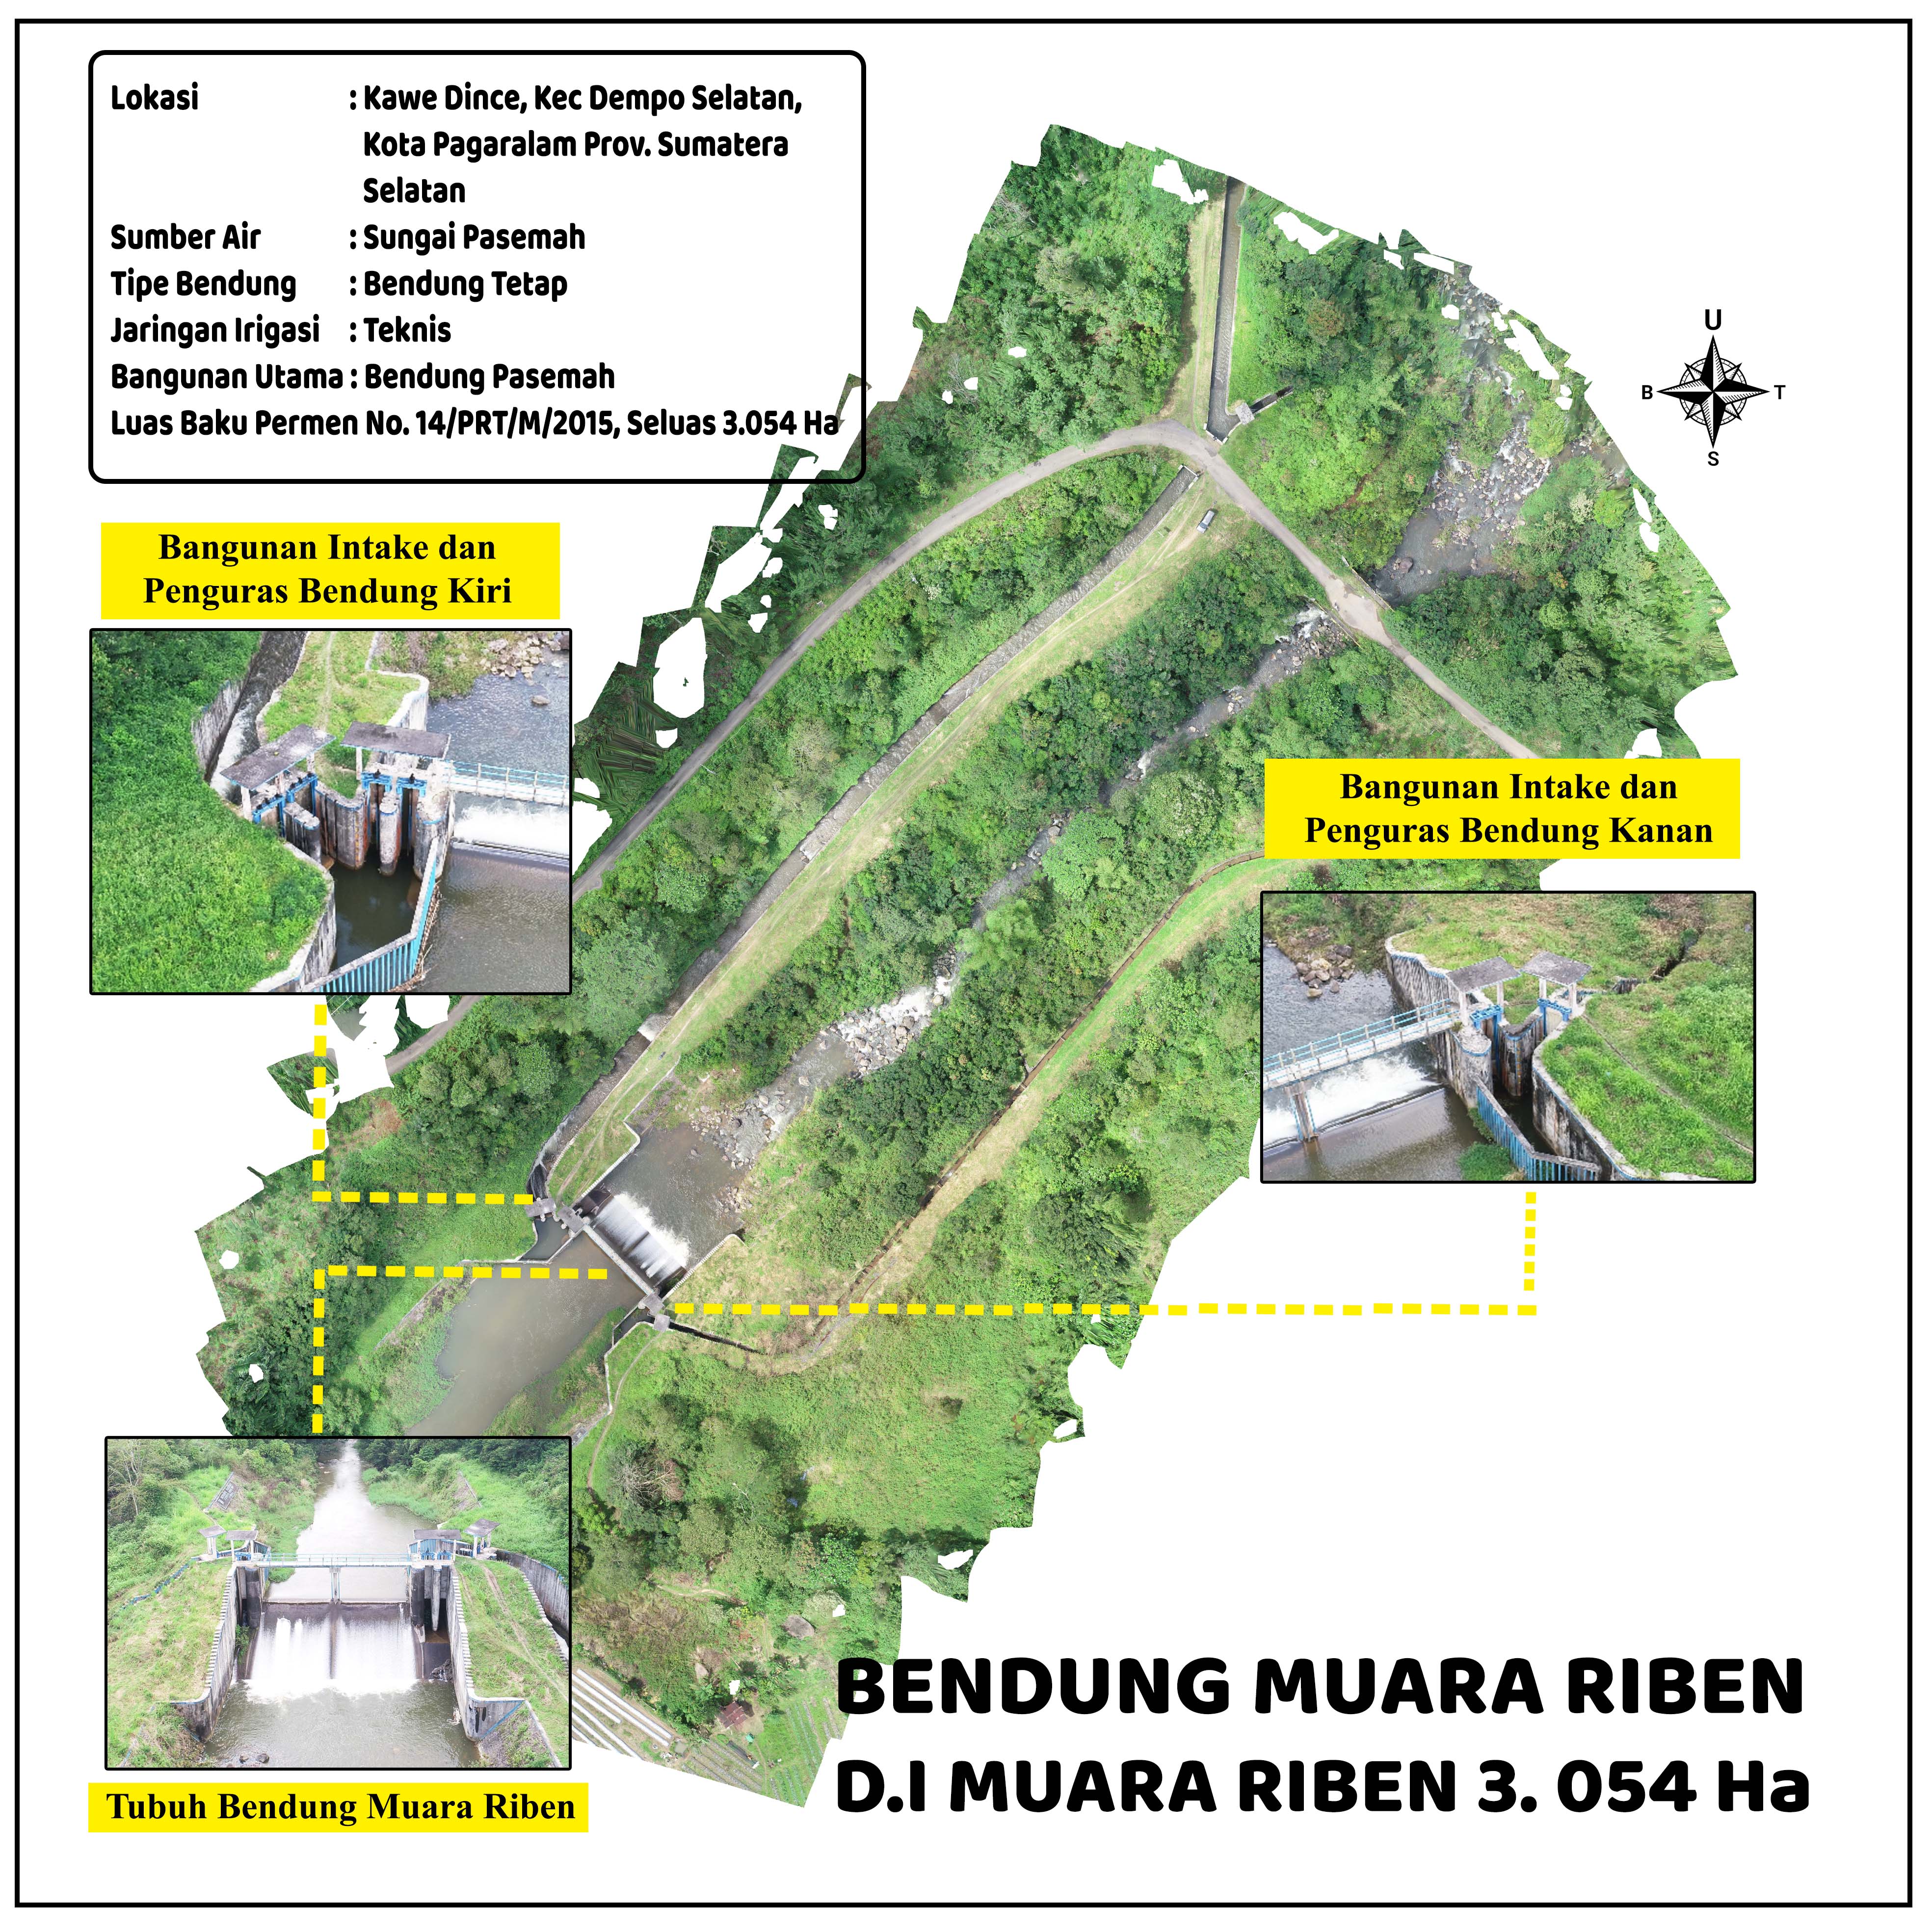 Lokasi : Kawe Dince, Kec Dempo Selatan,
Kota Pagaralam Prov. Sumatera
Selatan
Sumber Air : Sungai Pasemah
Tipe Bendung : Bendung Tetap
Jaringan Irigasi : Teknis
Bangunan Utama : Bendung Pasemah
Luas Baku Permen No. 14/PRT/M/2015, Seluas 3.054 Ha
U
B T
S
Bangunan Intake dan
Penguras Bendung Kiri
Bangunan Intake dan
Penguras Bendung Kanan
Tubuh Bendung Muara Riben
BENDUNG MUARA RIBEN
D.I MUARA RIBEN 3. 054 Ha